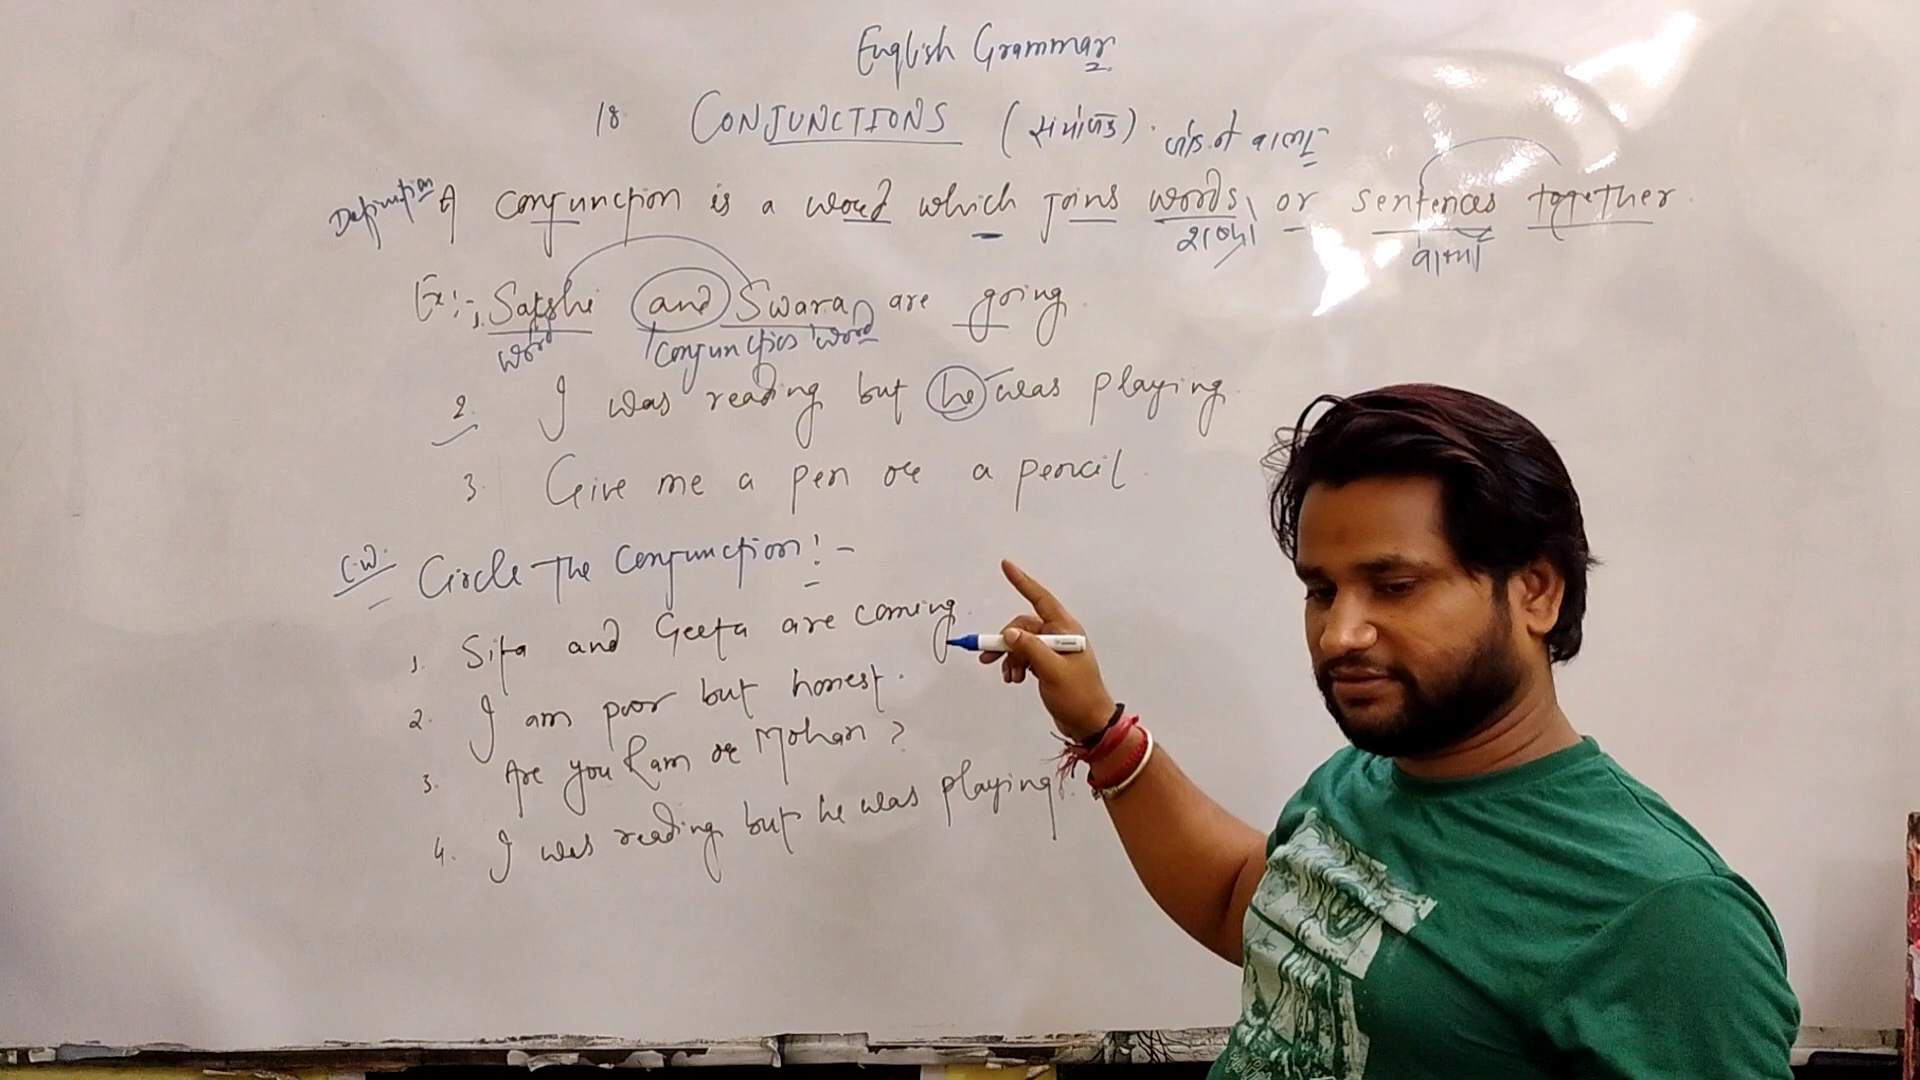 English Grammar
18 CONJUNCTIONS (संयोजक). जोड़ने वाला
Definition A conjunction is a word which joins words, or sentences together.
शब्दों वाक्यों
Ex:- 1. Sakshi and Swara are going.
word conjunctions word
2. I was reading but he was playing.
3. Give me a pen or a pencil.
C.W. Circle the conjunction:-
1. Sita and Geeta are coming.
2. I am poor but honest.
3. Are you Ram or Mohan?
4. I was reading but he was playing.